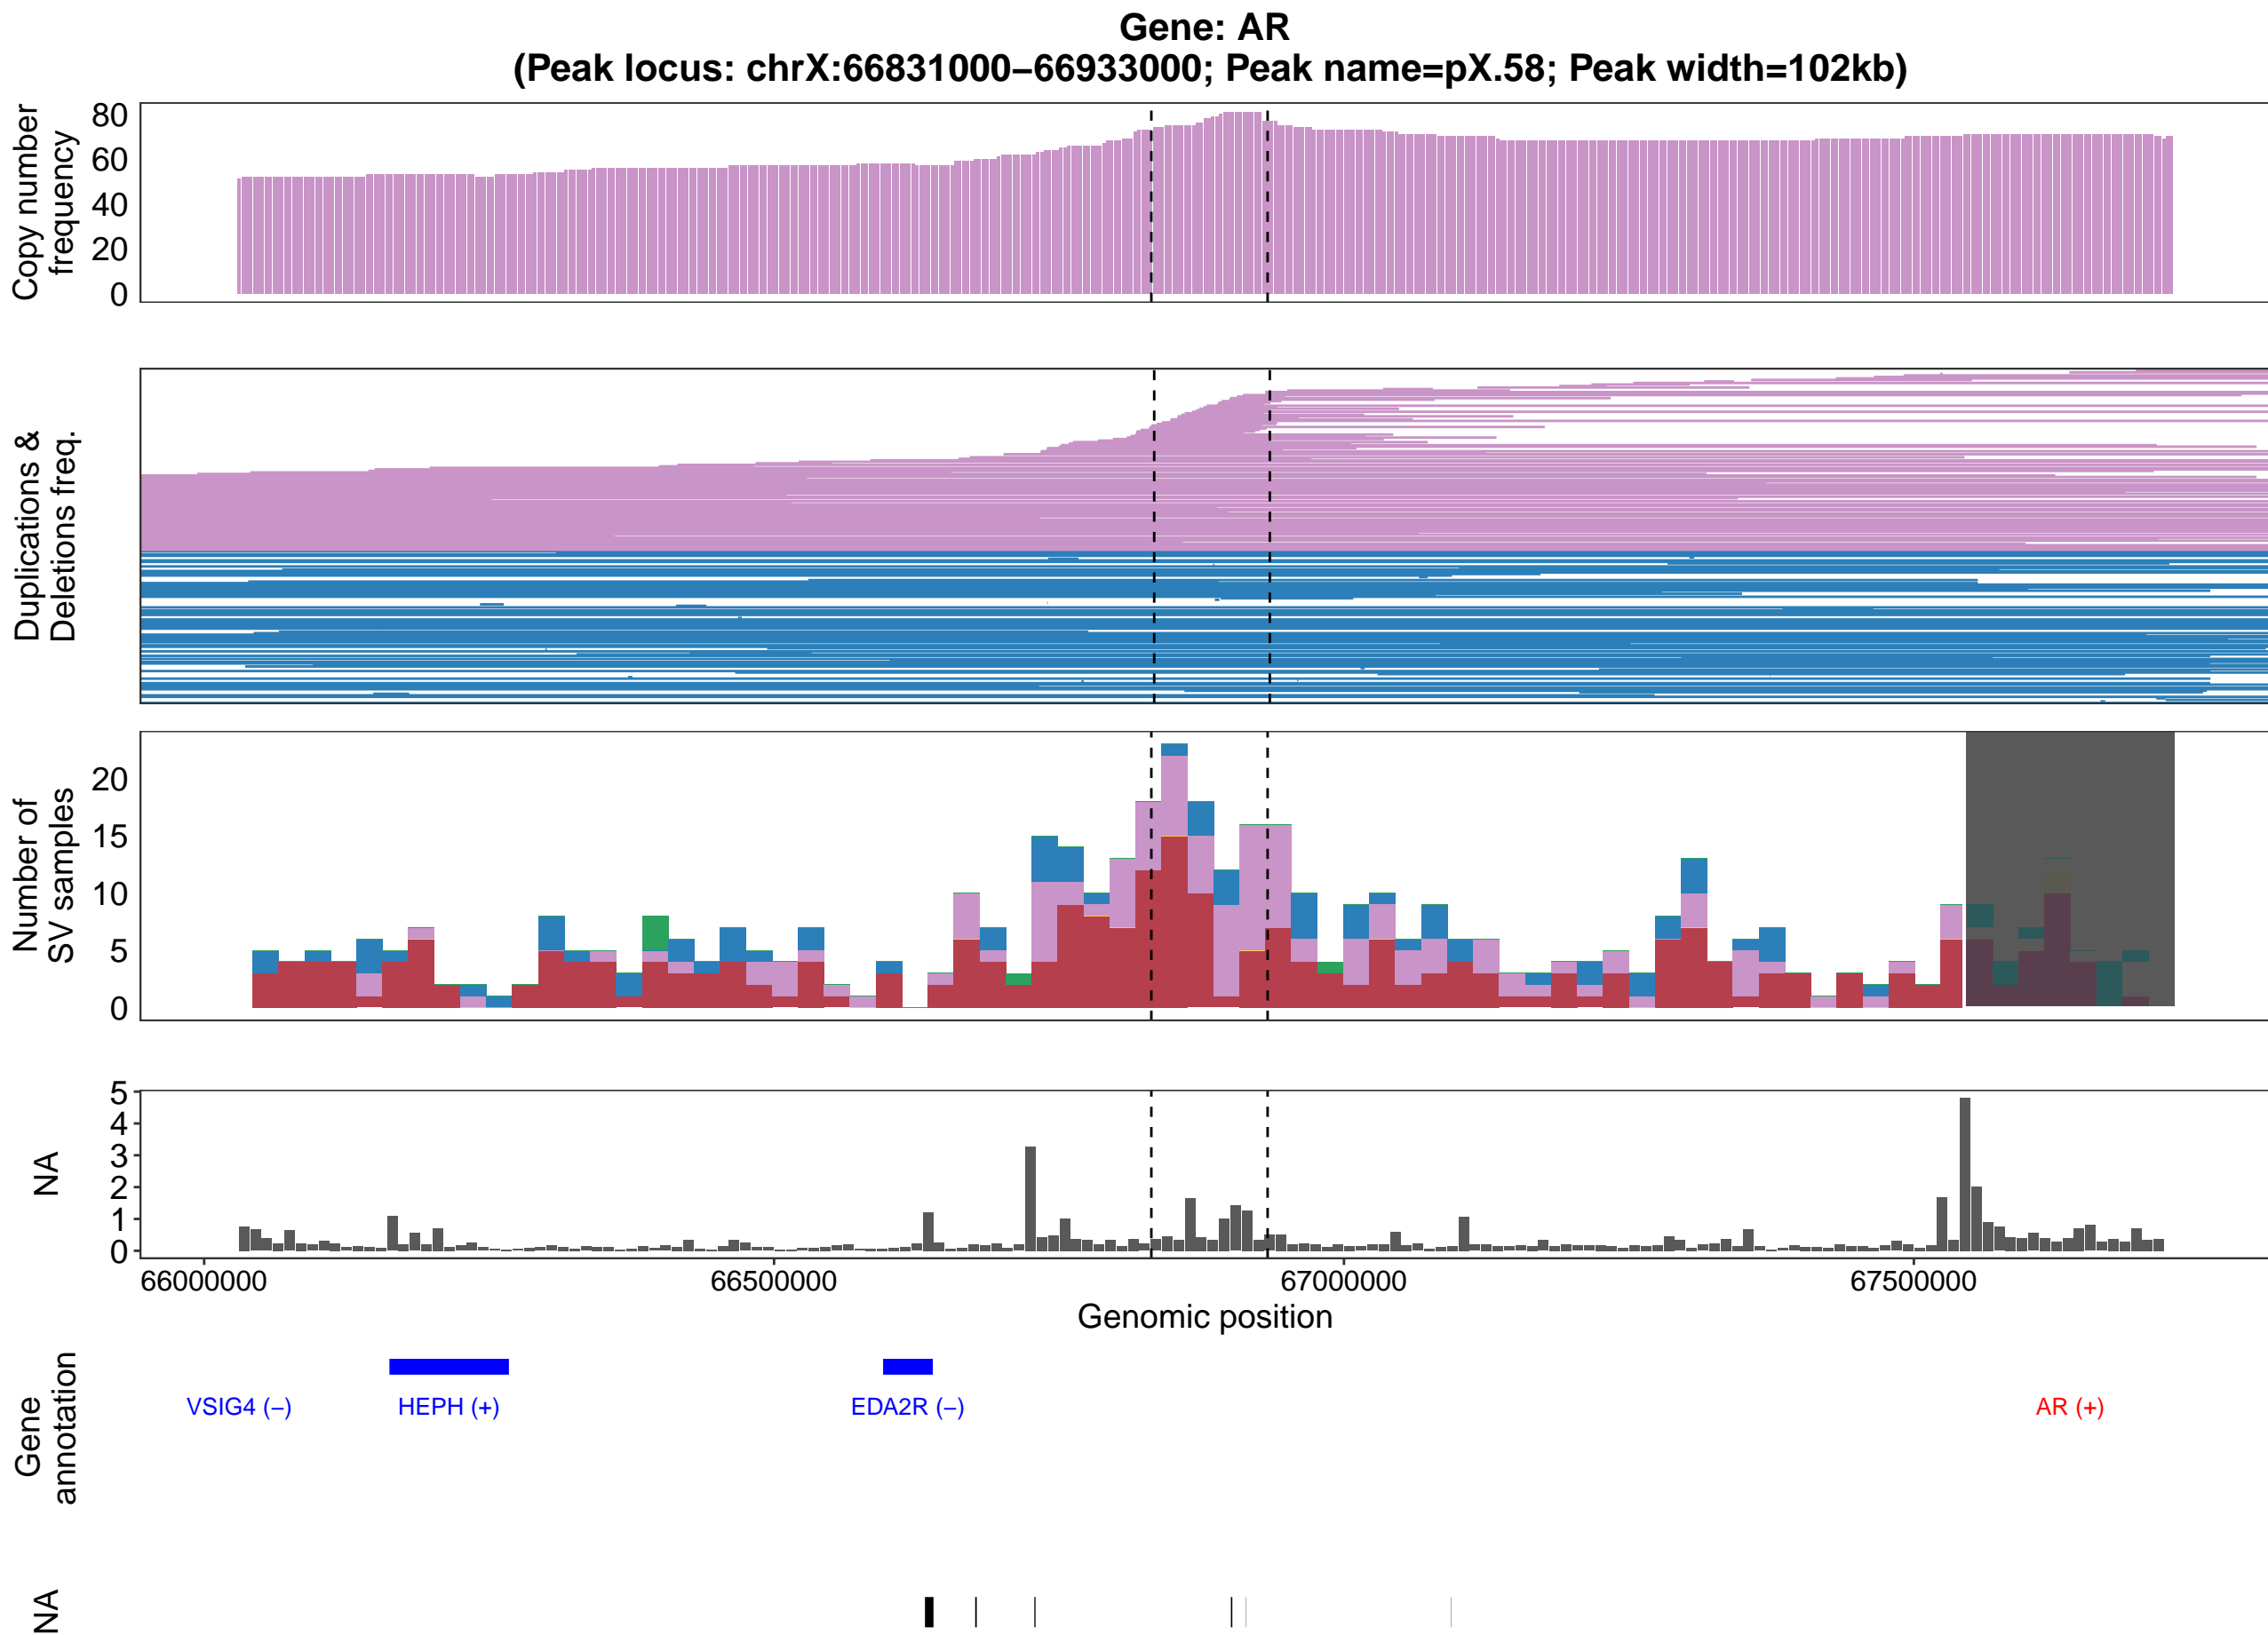 Gene: AR
(Peak locus: chrX:66831000–66933000; Peak name=pX.58; Peak width=102kb)
Copy number
frequency
80
60
40
20
0
Duplications &
Deletions freq.
Number of
SV samples
20
15
10
5
0
NA
5
4
3
2
1
0
66000000
66500000
67000000
67500000
Genomic position
Gene
annotation
VSIG4 (–)
HEPH (+)
EDA2R (–)
AR (+)
NA